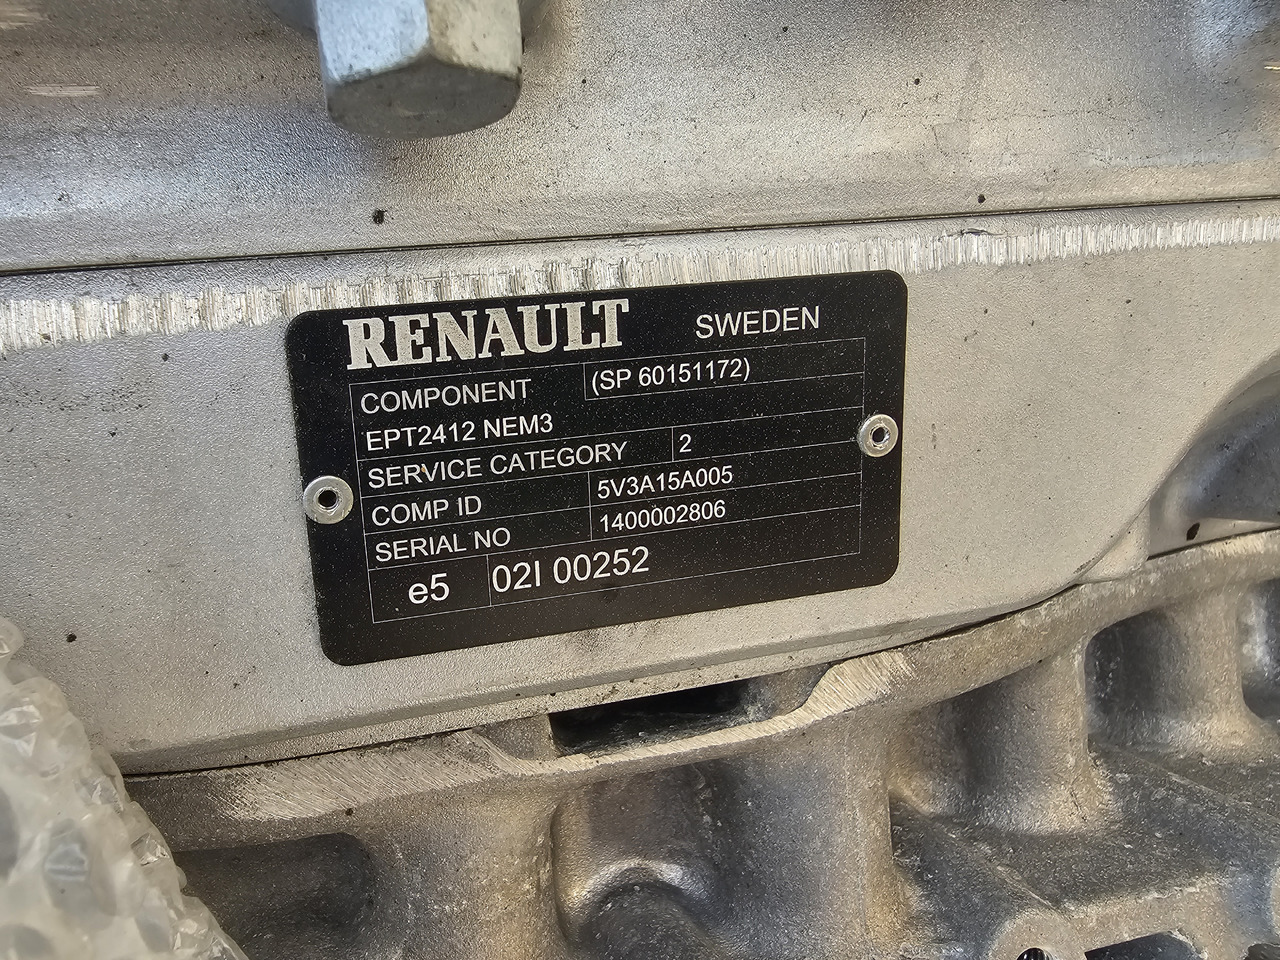 RENAULT SWEDEN
COMPONENT (SP 60151172)
EPT2412 NEM3
SERVICE CATEGORY 2
COMP ID 5V3A15A005
SERIAL NO 1400002806
e5 02I 00252